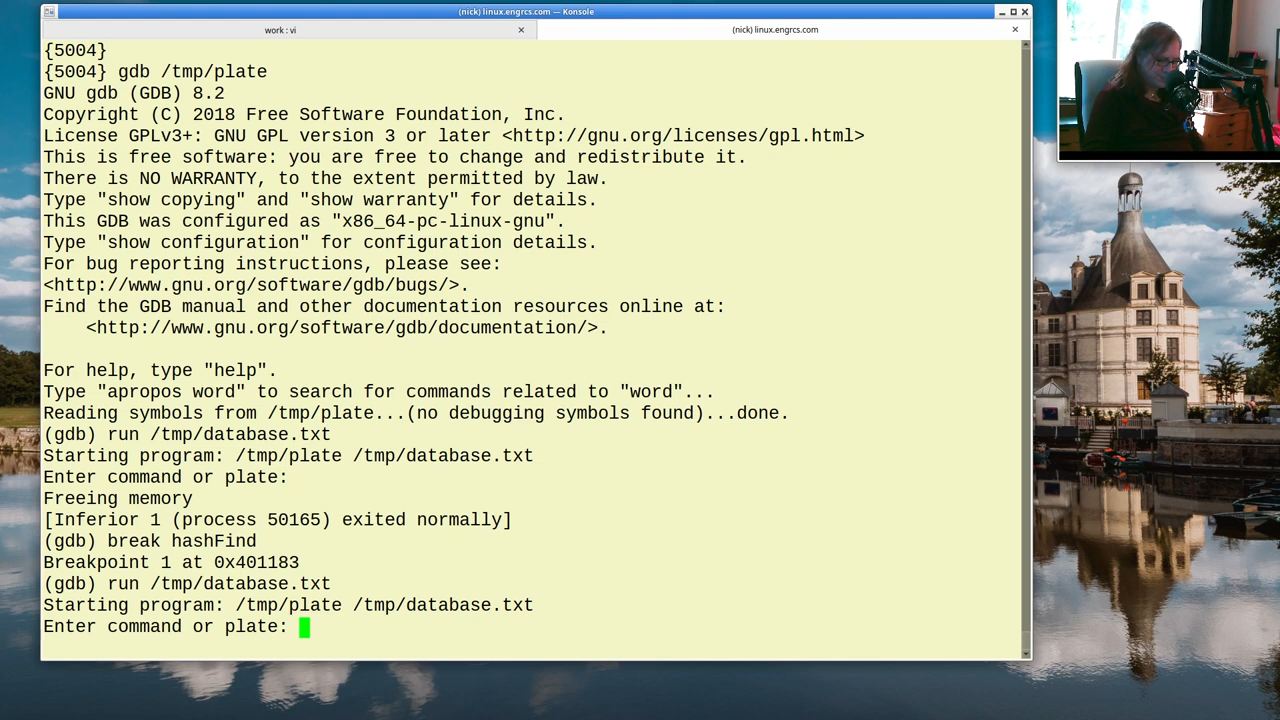 (nick) linux.engrcs.com — Konsole
work : vi
(nick) linux.engrcs.com
{5004}
{5004} gdb /tmp/plate
GNU gdb (GDB) 8.2
Copyright (C) 2018 Free Software Foundation, Inc.
License GPLv3+: GNU GPL version 3 or later <http://gnu.org/licenses/gpl.html>
This is free software: you are free to change and redistribute it.
There is NO WARRANTY, to the extent permitted by law.
Type "show copying" and "show warranty" for details.
This GDB was configured as "x86_64-pc-linux-gnu".
Type "show configuration" for configuration details.
For bug reporting instructions, please see:
<http://www.gnu.org/software/gdb/bugs/>.
Find the GDB manual and other documentation resources online at:
    <http://www.gnu.org/software/gdb/documentation/>.

For help, type "help".
Type "apropos word" to search for commands related to "word"...
Reading symbols from /tmp/plate...(no debugging symbols found)...done.
(gdb) run /tmp/database.txt
Starting program: /tmp/plate /tmp/database.txt
Enter command or plate:
Freeing memory
[Inferior 1 (process 50165) exited normally]
(gdb) break hashFind
Breakpoint 1 at 0x401183
(gdb) run /tmp/database.txt
Starting program: /tmp/plate /tmp/database.txt
Enter command or plate: